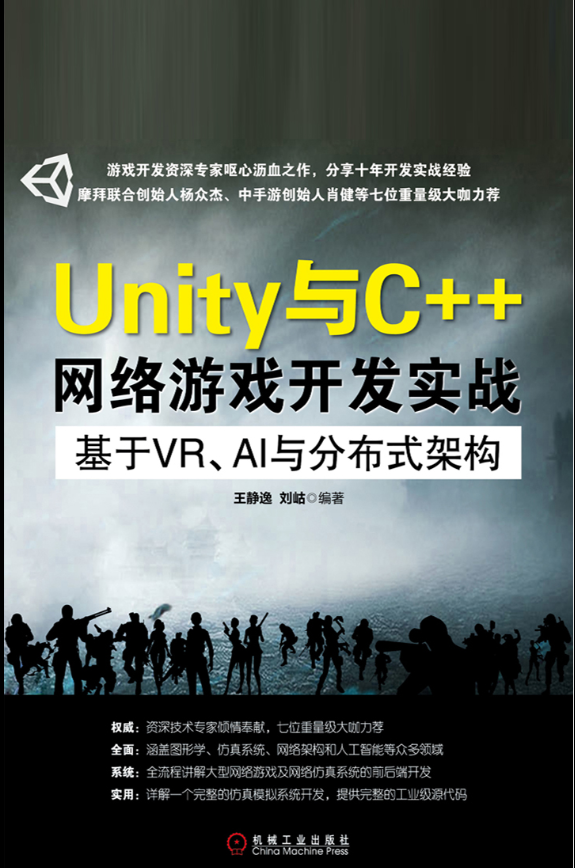 游戏开发资深专家呕心沥血之作，分享十年开发实战经验
摩拜联合创始人杨众杰、中手游创始人肖健等七位重量级大咖力荐
Unity与C++
网络游戏开发实战
基于VR、AI与分布式架构
王静逸 刘岵◎编著
权威：资深技术专家倾情奉献，七位重量级大咖力荐
全面：涵盖图形学、仿真系统、网络架构和人工智能等众多领域
系统：全流程讲解大型网络游戏及网络仿真系统的前后端开发
实用：详解一个完整的仿真模拟系统开发，提供完整的工业级源代码
机械工业出版社
China Machine Press